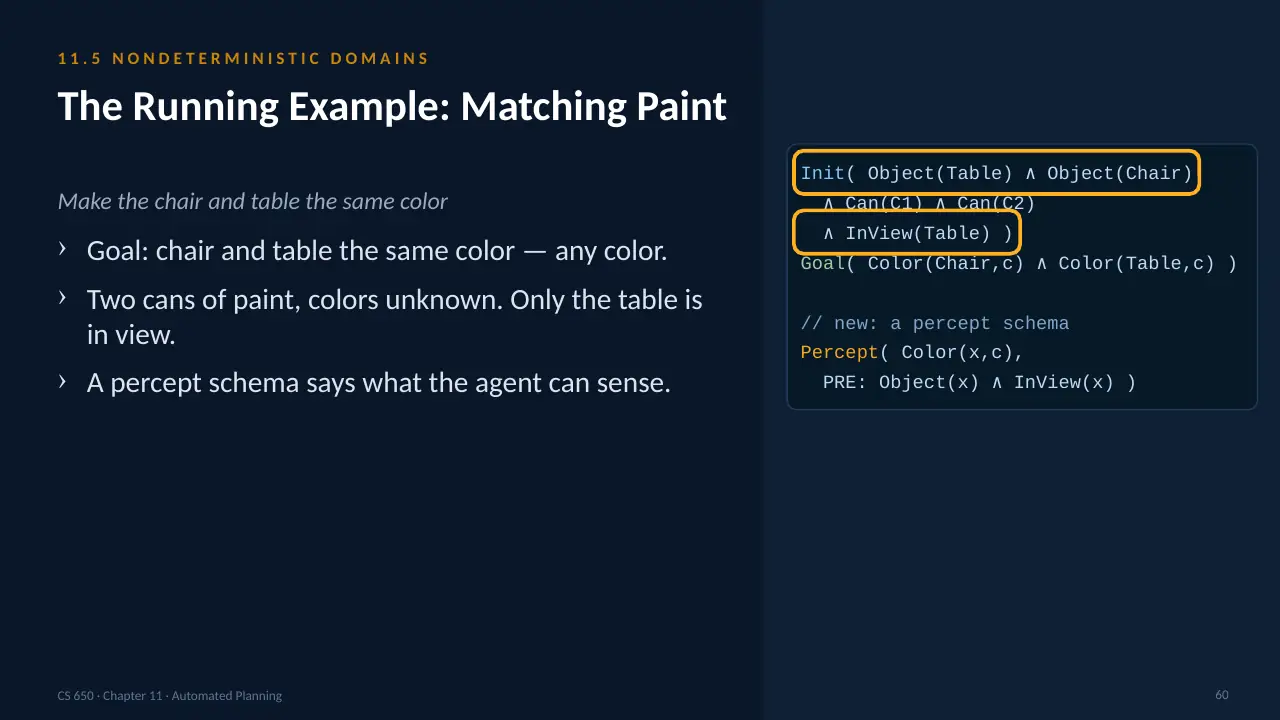 11.5 NONDETERMINISTIC DOMAINS
The Running Example: Matching Paint
Make the chair and table the same color
› Goal: chair and table the same color — any color.
› Two cans of paint, colors unknown. Only the table is
in view.
› A percept schema says what the agent can sense.
Init( Object(Table) ∧ Object(Chair)
∧ Can(C1) ∧ Can(C2)
∧ InView(Table) )
Goal( Color(Chair,c) ∧ Color(Table,c) )
// new: a percept schema
Percept( Color(x,c),
PRE: Object(x) ∧ InView(x) )
CS 650 · Chapter 11 · Automated Planning
60